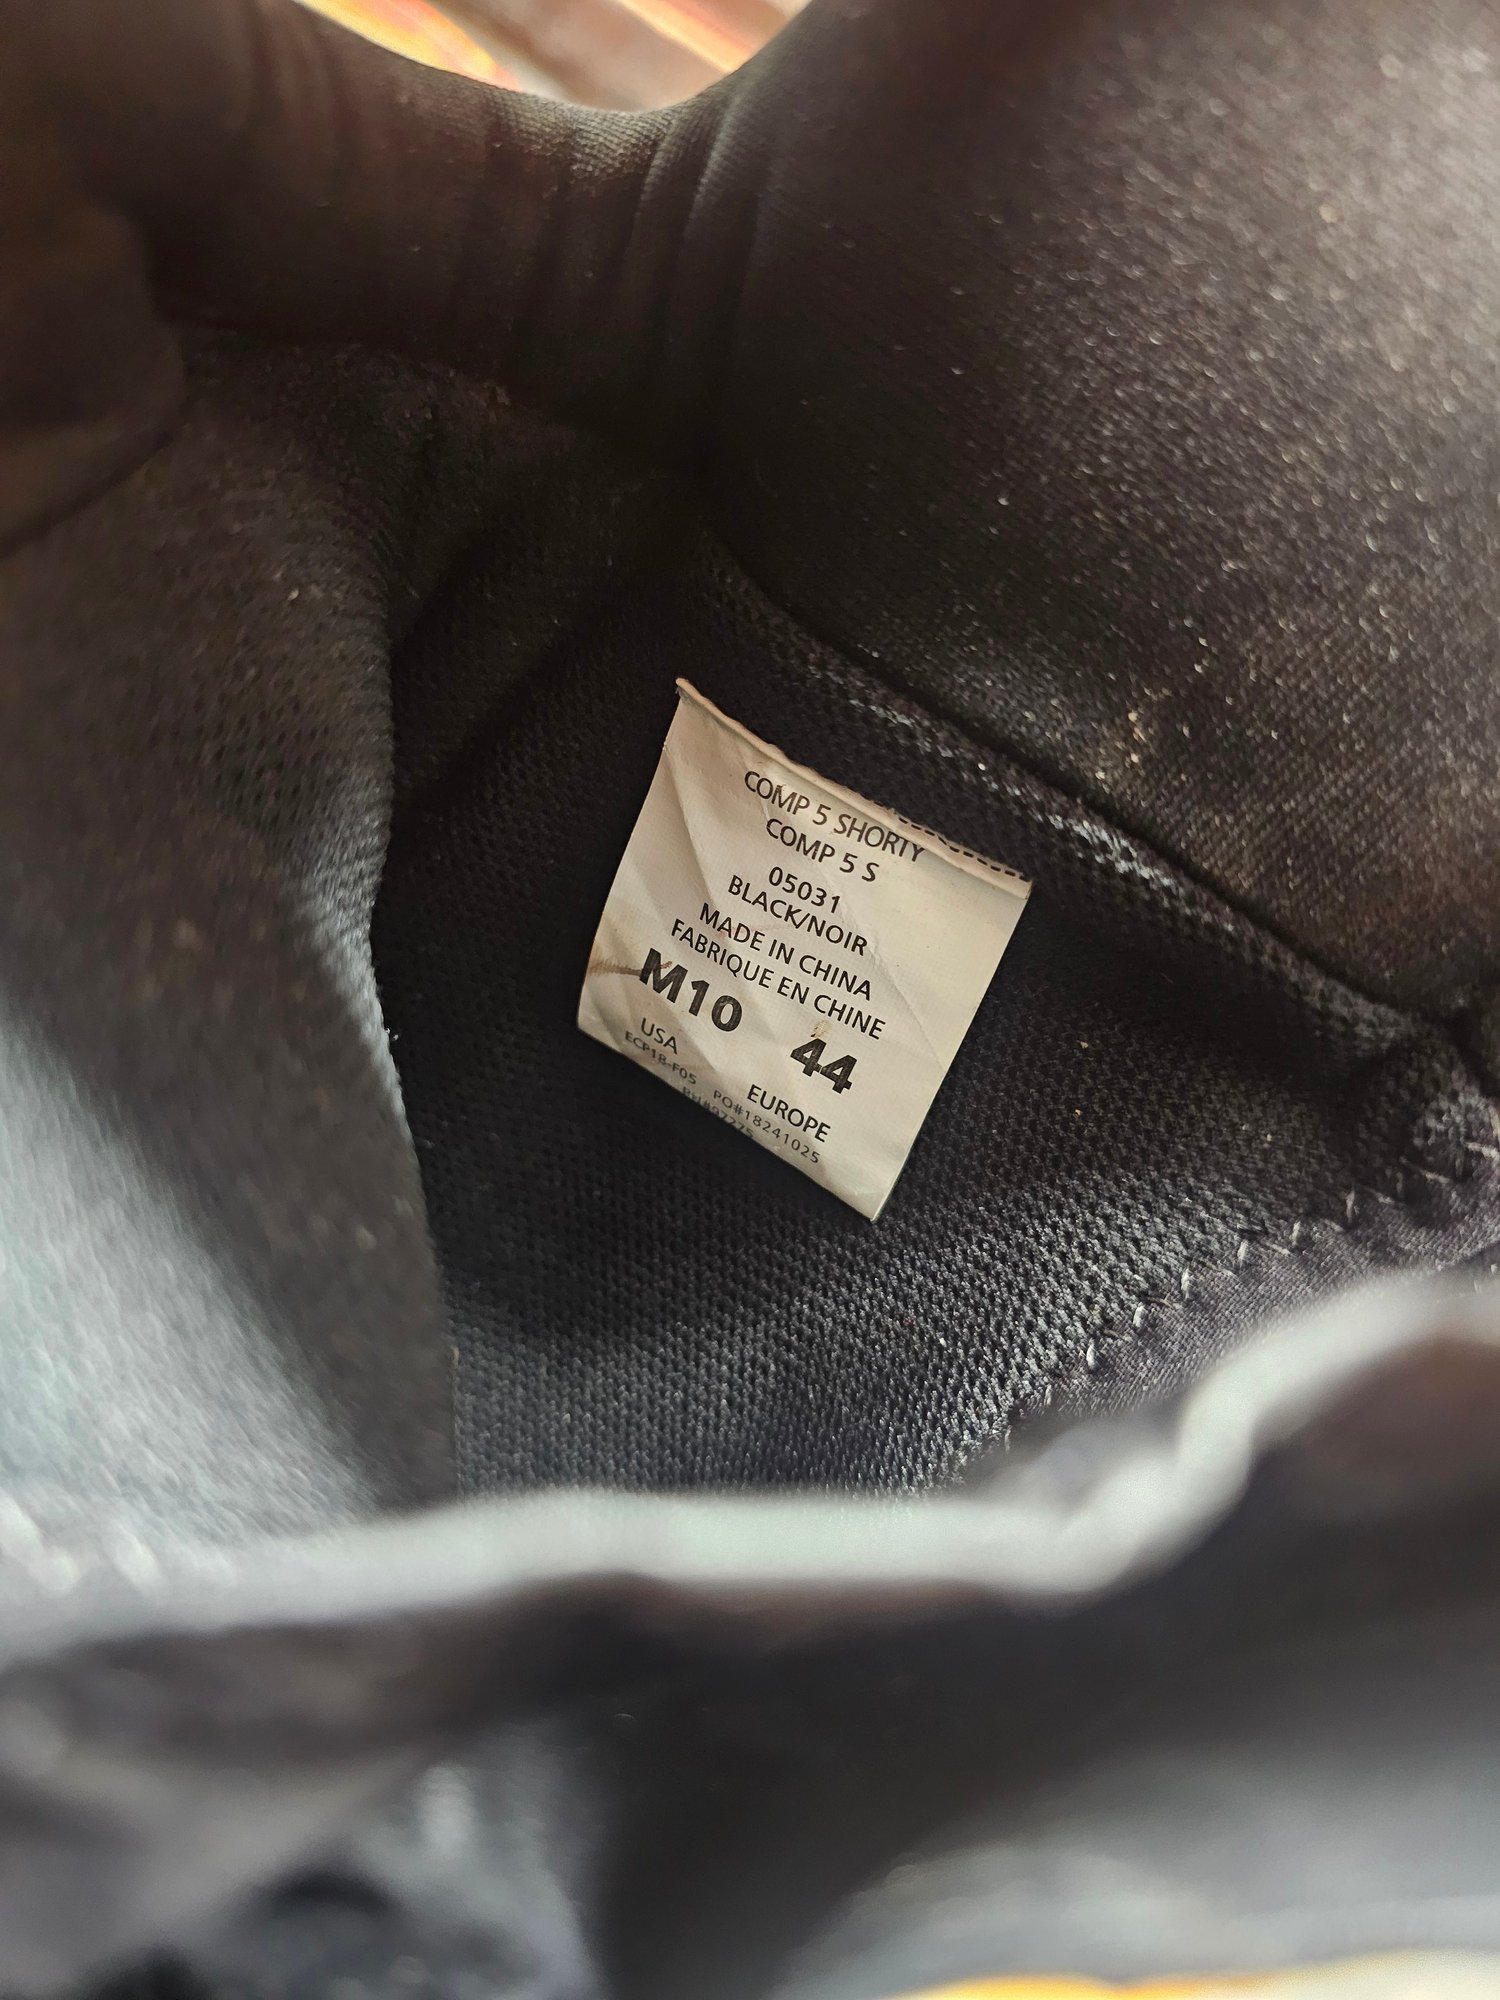 COMP 5 SHORTY
COMP 5 S
05031
BLACK/NOIR
MADE IN CHINA
FABRIQUE EN CHINE
M10 44
USA EUROPE
ECP18-F05 PO#18241025